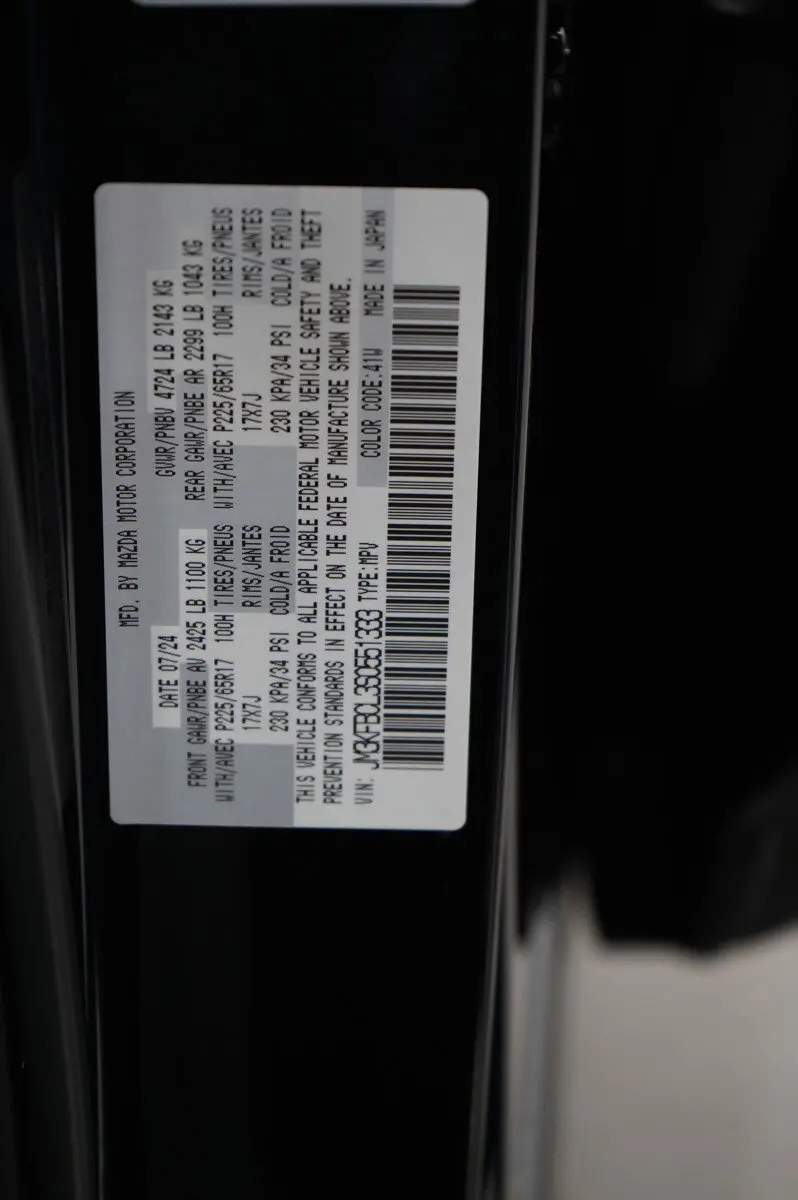 MFD. BY MAZDA MOTOR CORPORATION
DATE 07/24 GVWR/PNBV 4724 LB 2143 KG
FRONT GAWR/PNBE AV 2425 LB 1100 KG REAR GAWR/PNBE AR 2299 LB 1043 KG
WITH/AVEC P225/65R17 100H TIRES/PNEUS WITH/AVEC P225/65R17 100H TIRES/PNEUS
17X7J RIMS/JANTES 17X7J RIMS/JANTES
230 KPA/34 PSI COLD/A FROID 230 KPA/34 PSI COLD/A FROID
THIS VEHICLE CONFORMS TO ALL APPLICABLE FEDERAL MOTOR VEHICLE SAFETY AND THEFT
PREVENTION STANDARDS IN EFFECT ON THE DATE OF MANUFACTURE SHOWN ABOVE.
VIN: JM3KFBCL3S0551333 TYPE:MPV COLOR CODE:41W MADE IN JAPAN